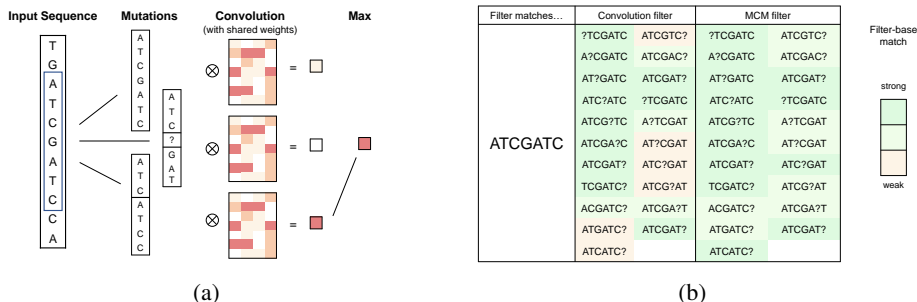 Input Sequence
Mutations
Convolution
(with shared weights)
Max
T
G
A
T
C
G
A
T
C
C
A
A
T
C
G
A
T
C
A
T
C
?
G
A
T
A
T
C
A
T
C
C
⊗ =
⊗ =
⊗ =
(a)
Filter matches… Convolution filter MCM filter
ATCGATC
?TCGATC ATCGTC? ?TCGATC ATCGTC?
A?CGATC ATCGAC? A?CGATC ATCGAC?
AT?GATC ATCGAT? AT?GATC ATCGAT?
ATC?ATC ?TCGATC ATC?ATC ?TCGATC
ATCG?TC A?TCGAT ATCG?TC A?TCGAT
ATCGA?C AT?CGAT ATCGA?C AT?CGAT
ATCGAT? ATC?GAT ATCGAT? ATC?GAT
TCGATC? ATCG?AT TCGATC? ATCG?AT
ACGATC? ATCGA?T ACGATC? ATCGA?T
ATGATC? ATCGAT? ATGATC? ATCGAT?
ATCATC? ATCATC?
Filter-base
match
strong
weak
(b)